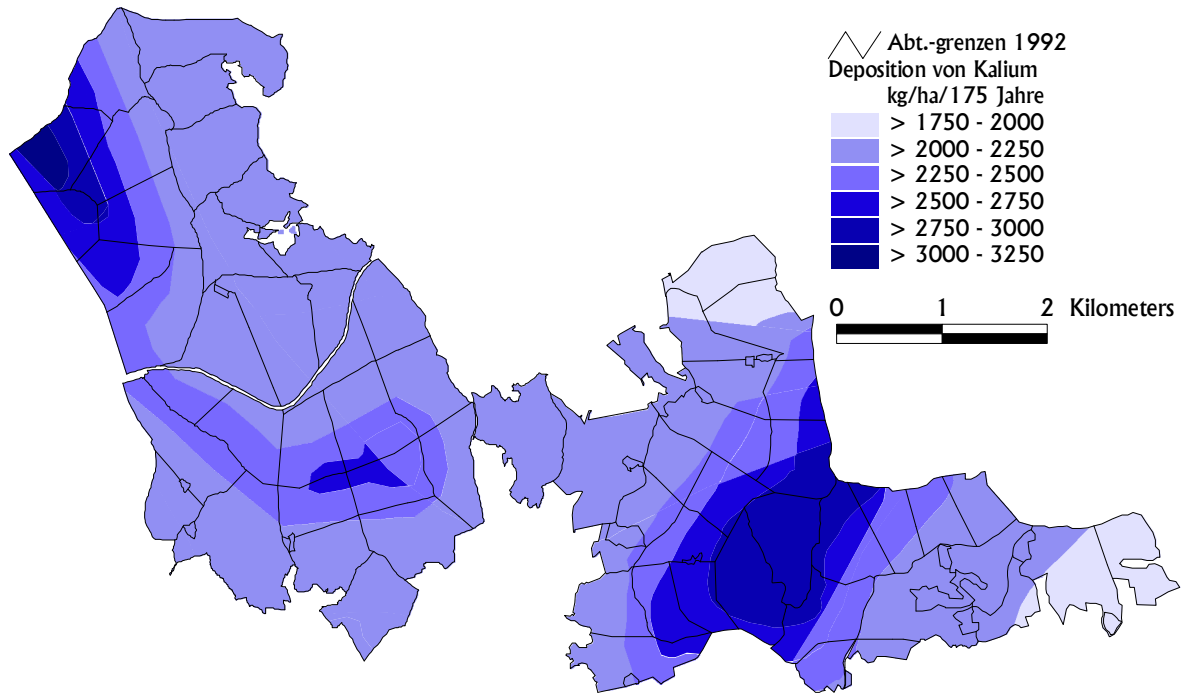 Abt.-grenzen 1992
Deposition von Kalium
kg/ha/175 Jahre
> 1750 - 2000
> 2000 - 2250
> 2250 - 2500
> 2500 - 2750
> 2750 - 3000
> 3000 - 3250
0 1 2 Kilometers